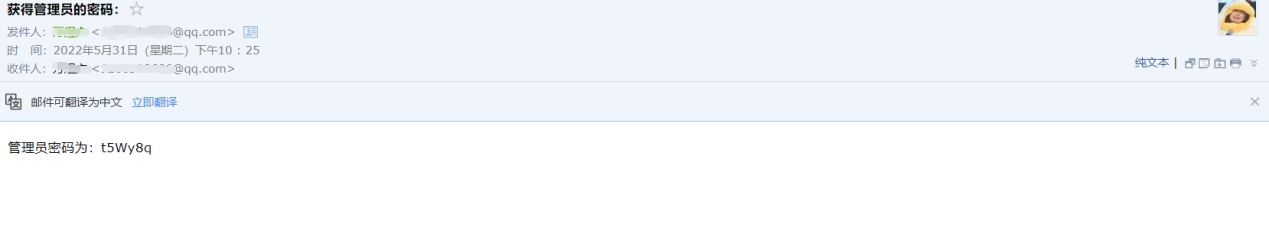 获得管理员的密码：
发件人： < @qq.com>
时 间：2022年5月31日（星期二）下午10：25
纯文本 |
收件人： < @qq.com>
邮件可翻译为中文 立即翻译
管理员密码为：t5Wy8q